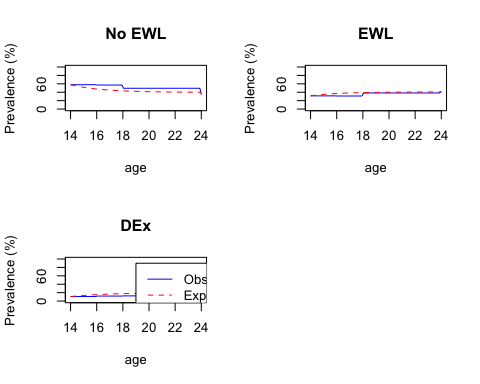 No EWL
Prevalence (%)
0 60
14 16 18 20 22 24
age
EWL
Prevalence (%)
0 60
14 16 18 20 22 24
age
DEx
Prevalence (%)
0 60
Obs
Exp
14 16 18 20 22 24
age